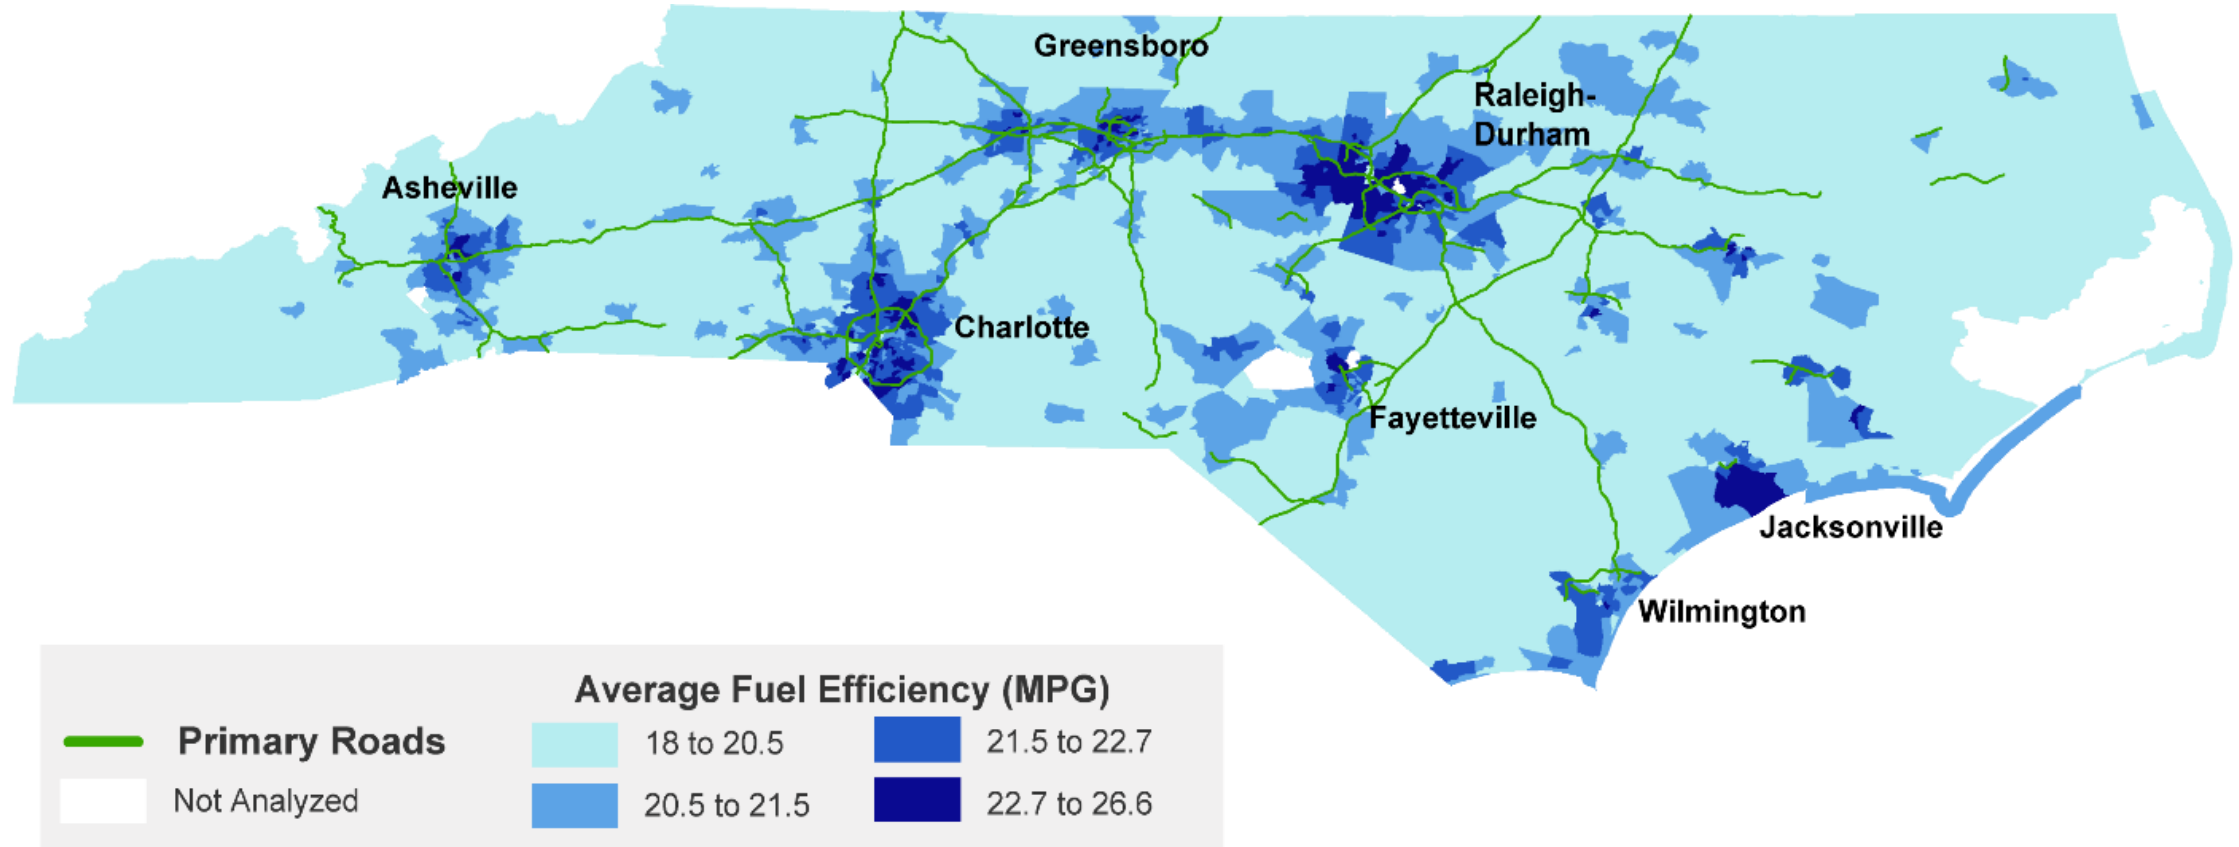 Greensboro
Raleigh-
Durham
Asheville
Charlotte
Fayetteville
Jacksonville
Wilmington
Average Fuel Efficiency (MPG)
Primary Roads
18 to 20.5
21.5 to 22.7
Not Analyzed
20.5 to 21.5
22.7 to 26.6